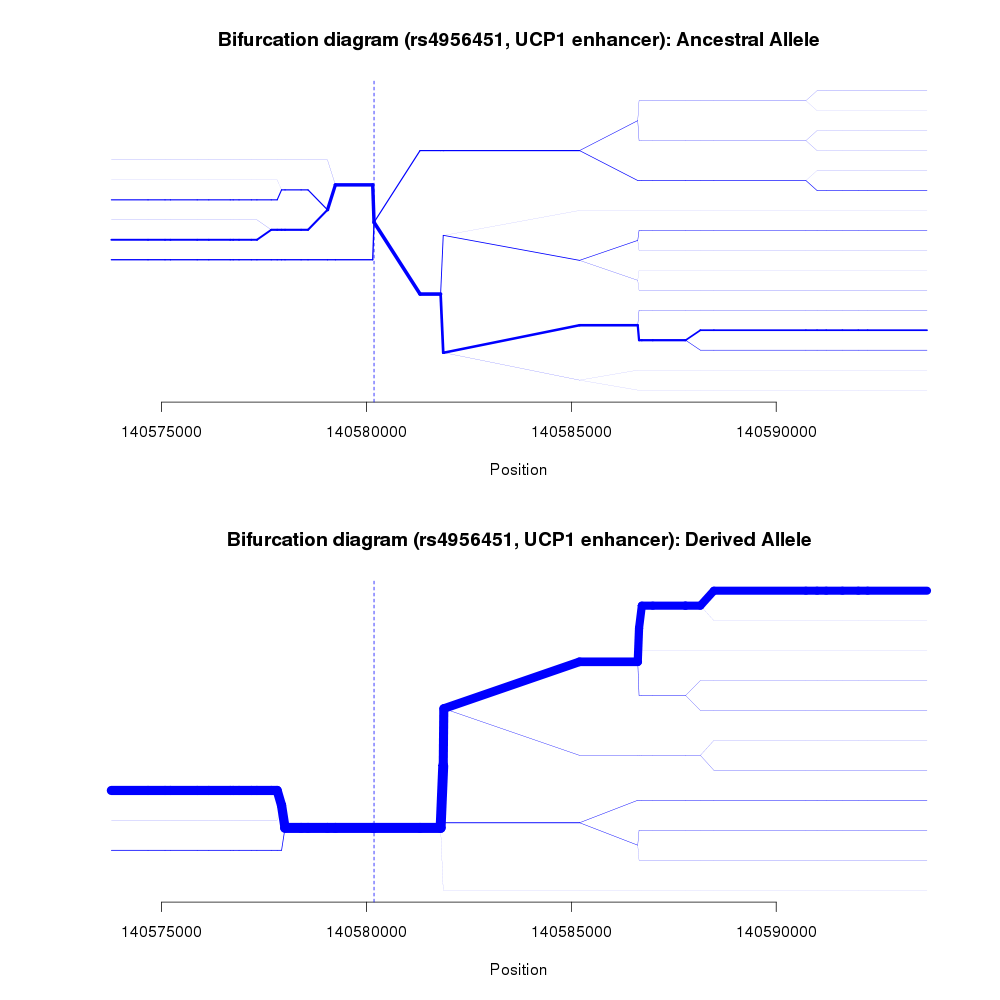 Bifurcation diagram (rs4956451, UCP1 enhancer): Ancestral Allele
140575000 140580000 140585000 140590000
Position
Bifurcation diagram (rs4956451, UCP1 enhancer): Derived Allele
140575000 140580000 140585000 140590000
Position